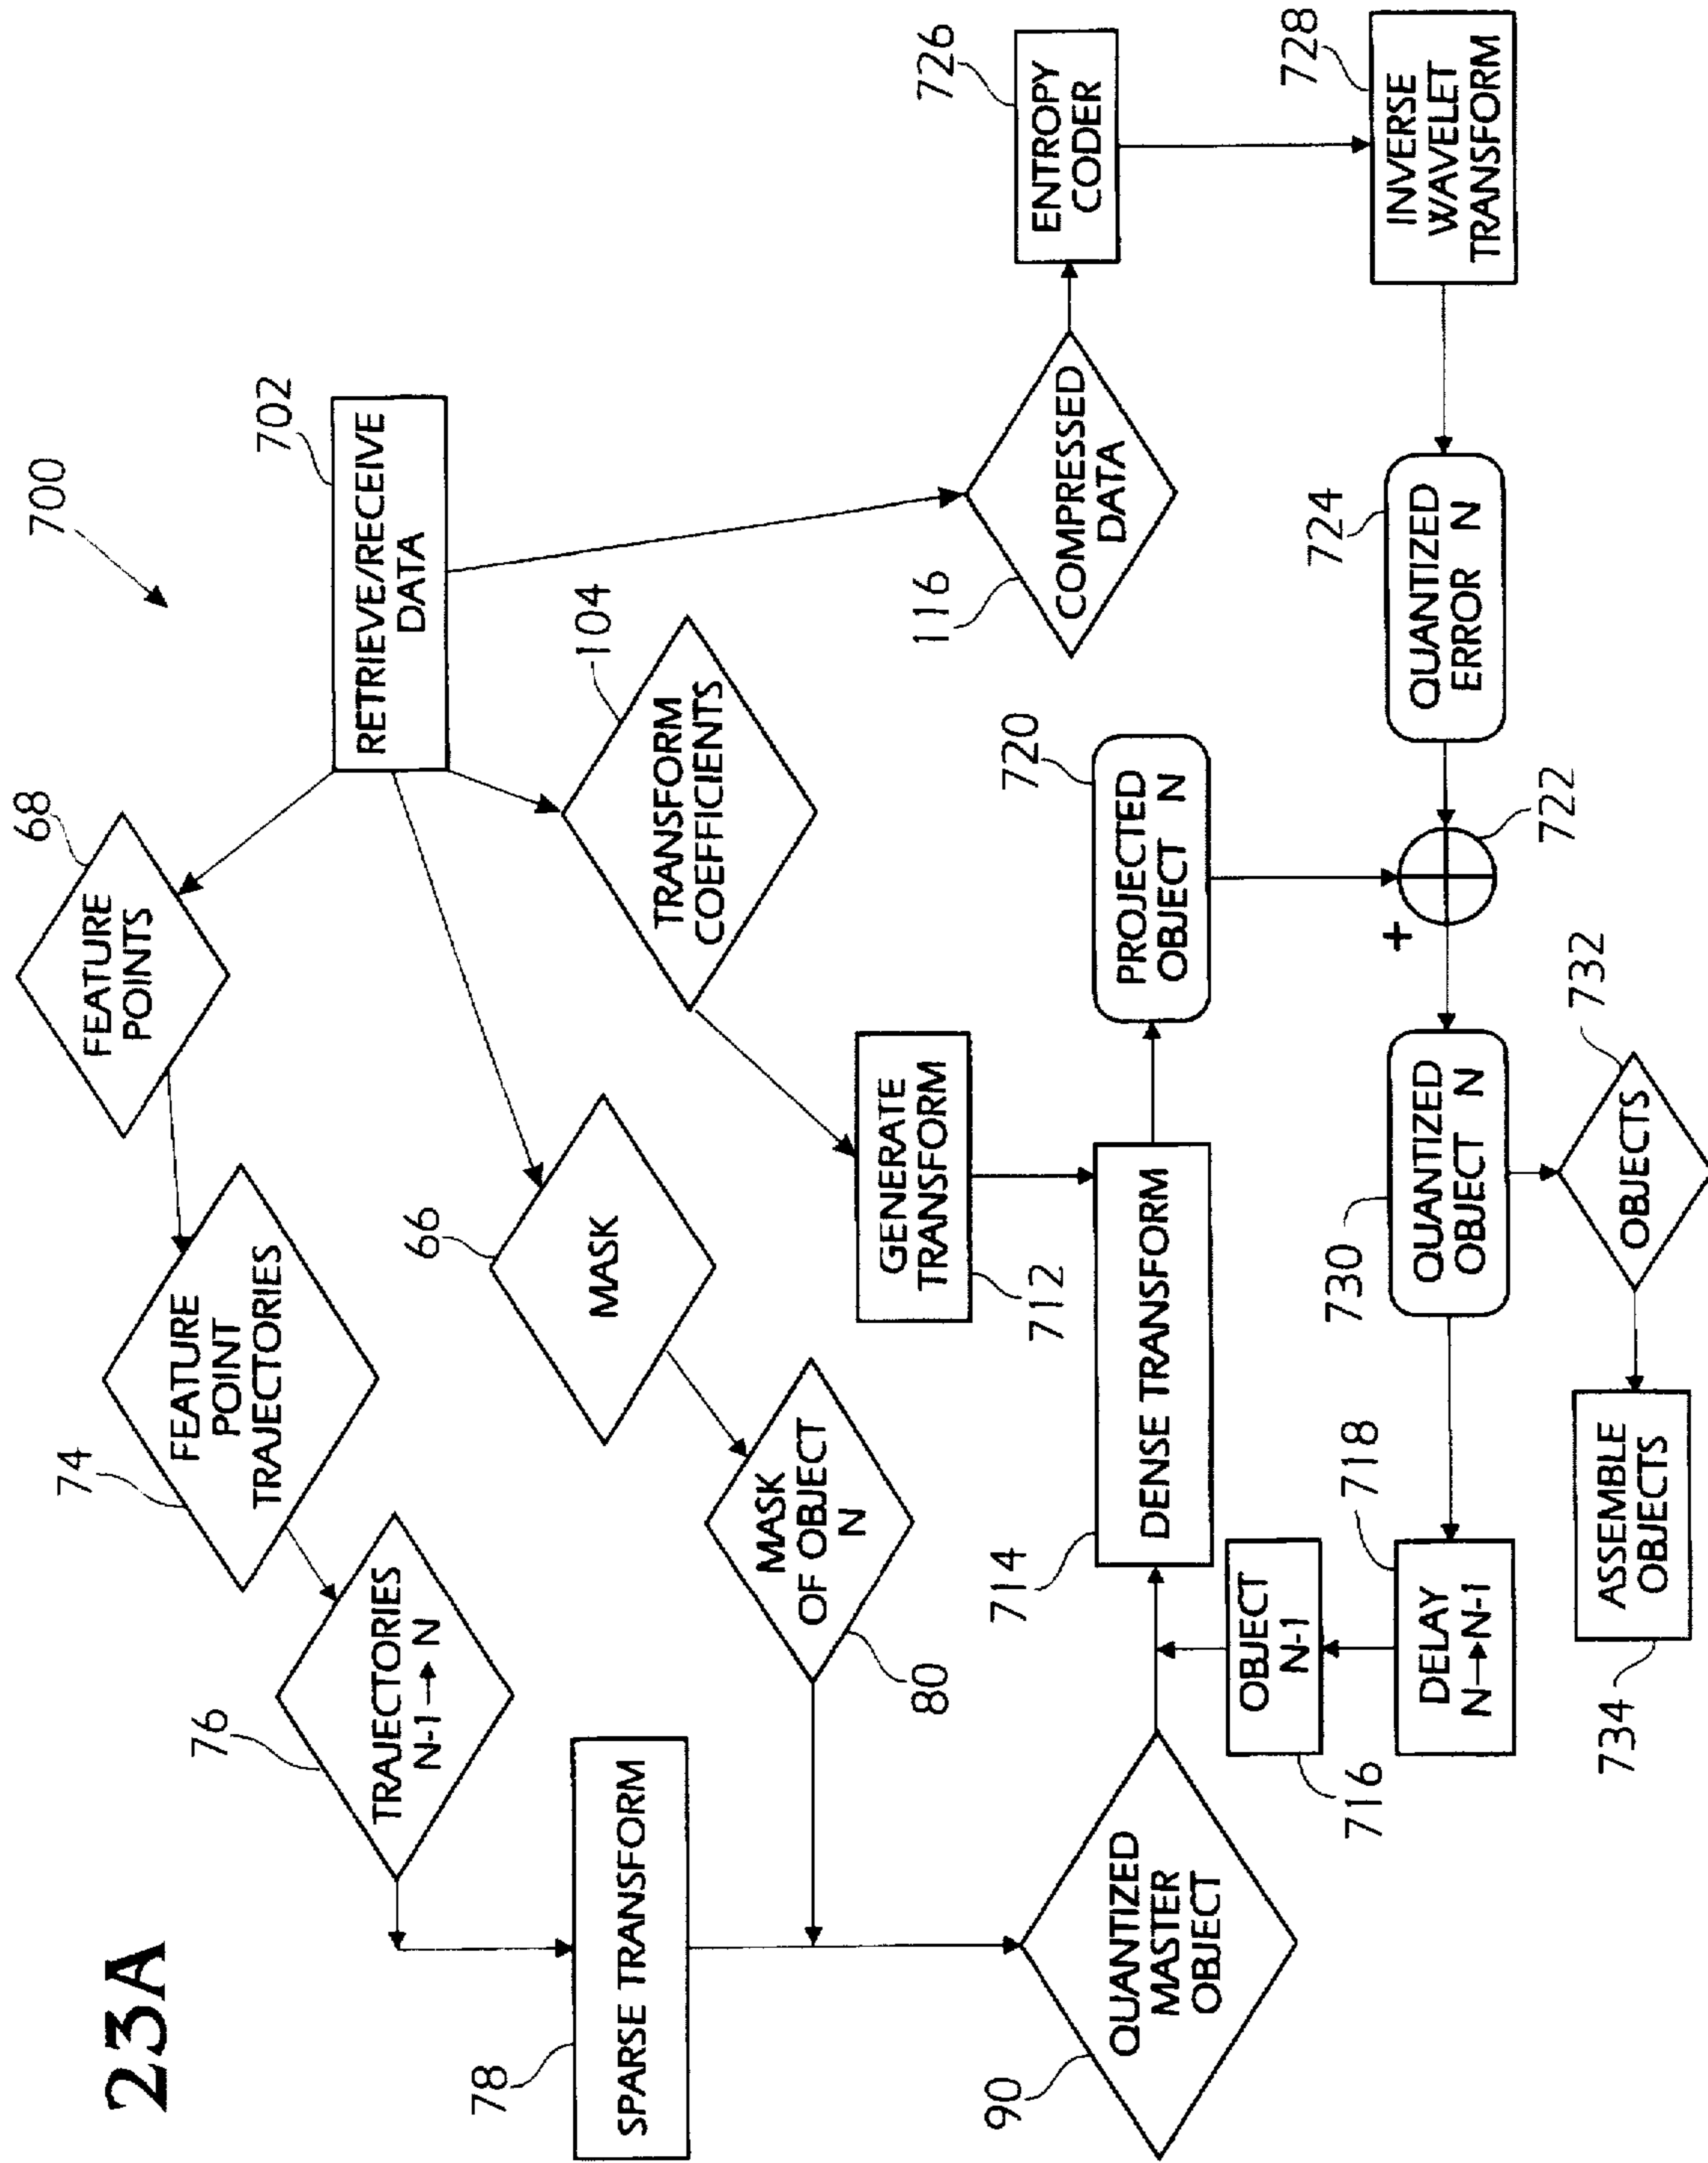 23A
700
RETRIEVE/RECEIVE
DATA
702
FEATURE
POINTS
68
FEATURE
POINT
TRAJECTORIES
74
TRAJECTORIES
N-1→N
76
SPARSE TRANSFORM
78
MASK
66
MASK
OF OBJECT
N
80
TRANSFORM
COEFFICIENTS
104
GENERATE
TRANSFORM
712
QUANTIZED
MASTER
OBJECT
90
DENSE TRANSFORM
714
PROJECTED
OBJECT N
720
COMPRESSED
DATA
116
ENTROPY
CODER
726
INVERSE
WAVELET
TRANSFORM
728
QUANTIZED
ERROR N
724
+
722
QUANTIZED
OBJECT N
730
OBJECT
N-1
716
DELAY
N→N-1
718
OBJECTS
732
ASSEMBLE
OBJECTS
734